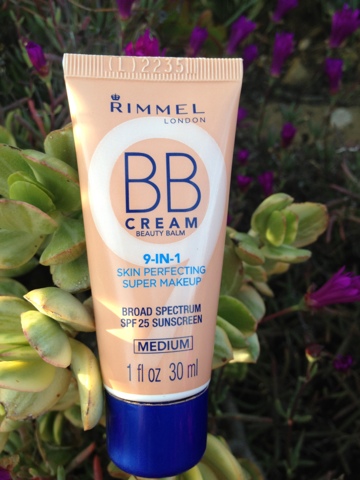 (L)2235
RIMMEL
LONDON
BB
CREAM
BEAUTY BALM
9-IN-1
SKIN PERFECTING
SUPER MAKEUP
BROAD SPECTRUM
SPF 25 SUNSCREEN
MEDIUM
1 fl oz 30 ml